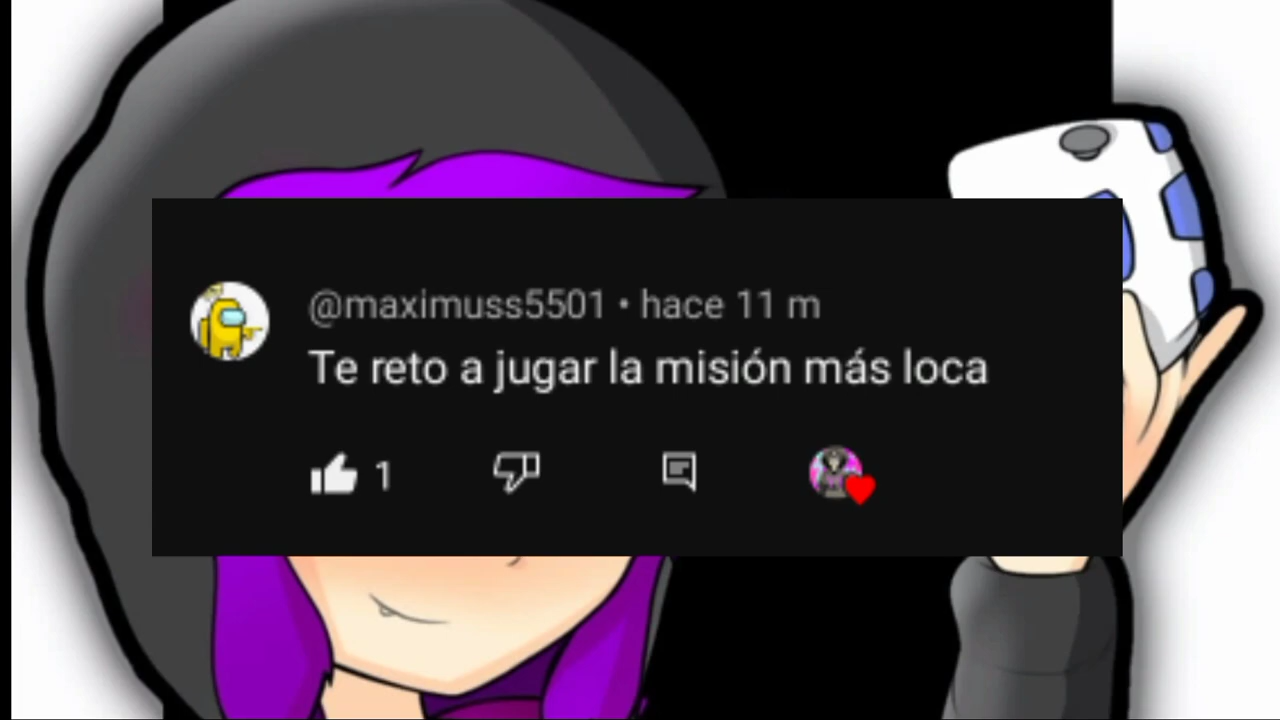 @maximuss5501 • hace 11 m
Te reto a jugar la misión más loca
1